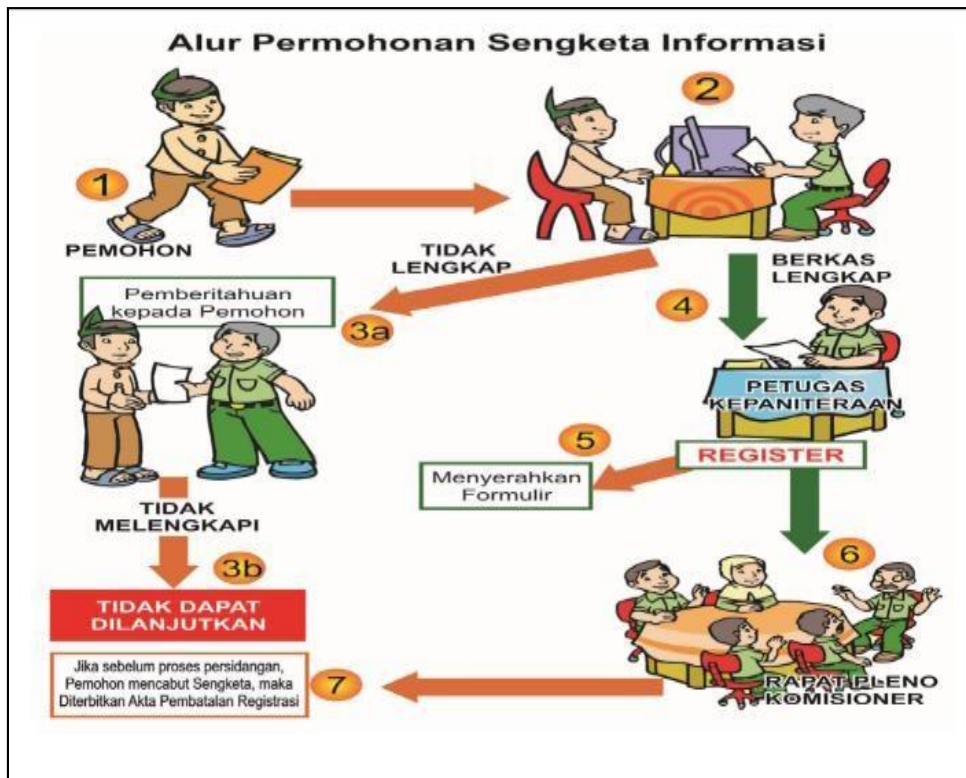 Alur Permohonan Sengketa Informasi
1
PEMOHON
2
TIDAK
LENGKAP
BERKAS
LENGKAP
Pemberitahuan
kepada Pemohon
3a
4
PETUGAS
KEPANITERAAN
REGISTER
5
Menyerahkan
Formulir
TIDAK
MELENGKAPI
3b
TIDAK DAPAT
DILANJUTKAN
6
RAPAT PLENO
KOMISIONER
7
Jika sebelum proses persidangan,
Pemohon mencabut Sengketa, maka
Diterbitkan Akta Pembatalan Registrasi